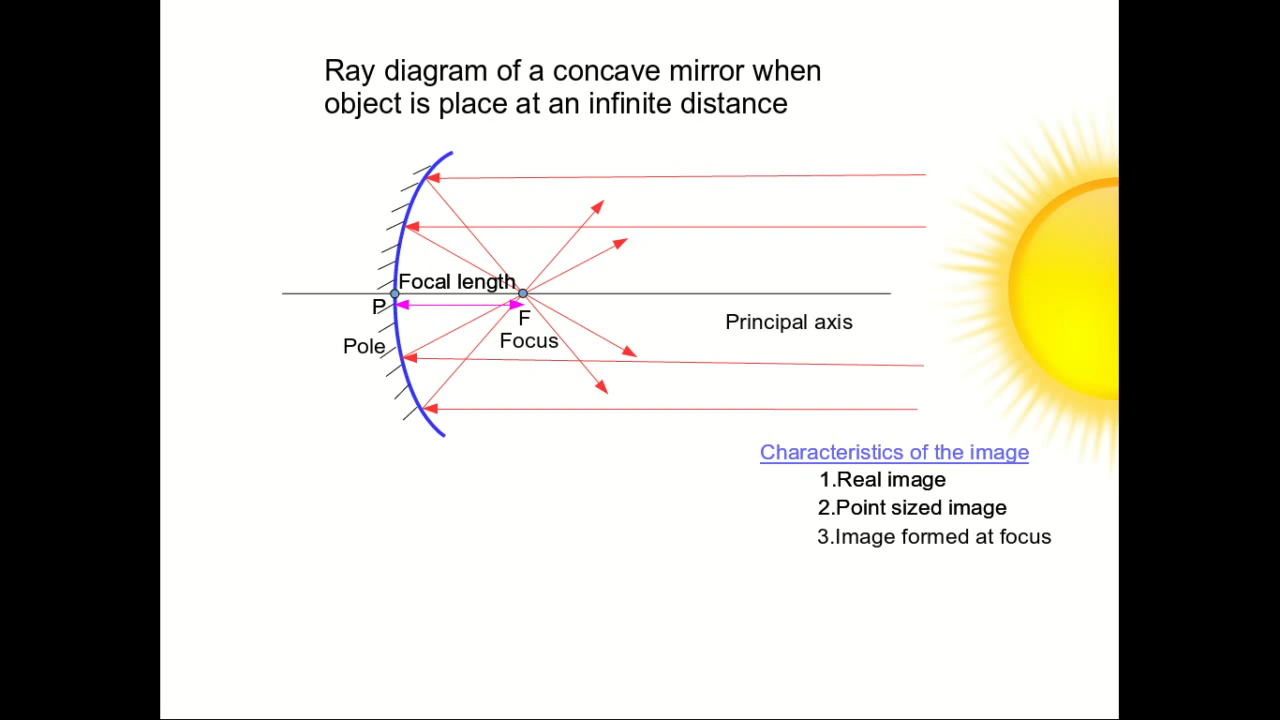 Ray diagram of a concave mirror when
object is place at an infinite distance
Focal length
P
F
Principal axis
Pole
Focus
Characteristics of the image
1.Real image
2.Point sized image
3.Image formed at focus